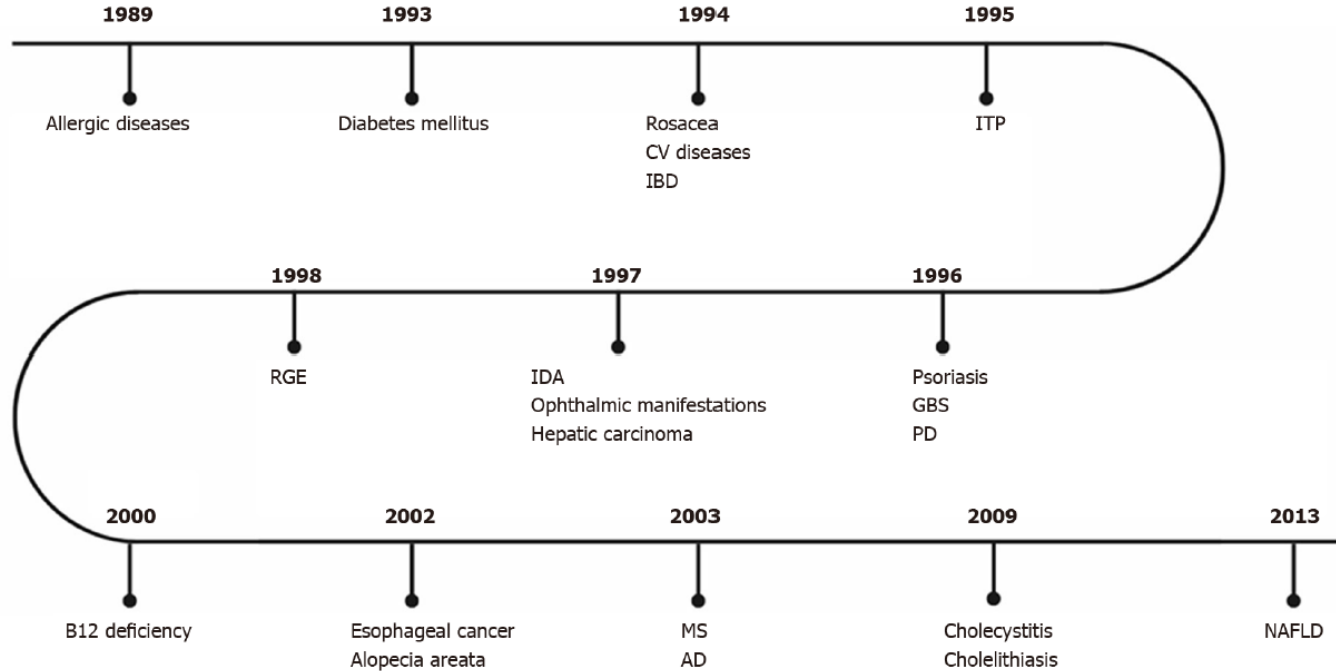 1989
Allergic diseases
1993
Diabetes mellitus
1994
Rosacea
CV diseases
IBD
1995
ITP
1996
Psoriasis
GBS
PD
1997
IDA
Ophthalmic manifestations
Hepatic carcinoma
1998
RGE
2000
B12 deficiency
2002
Esophageal cancer
Alopecia areata
2003
MS
AD
2009
Cholecystitis
Cholelithiasis
2013
NAFLD